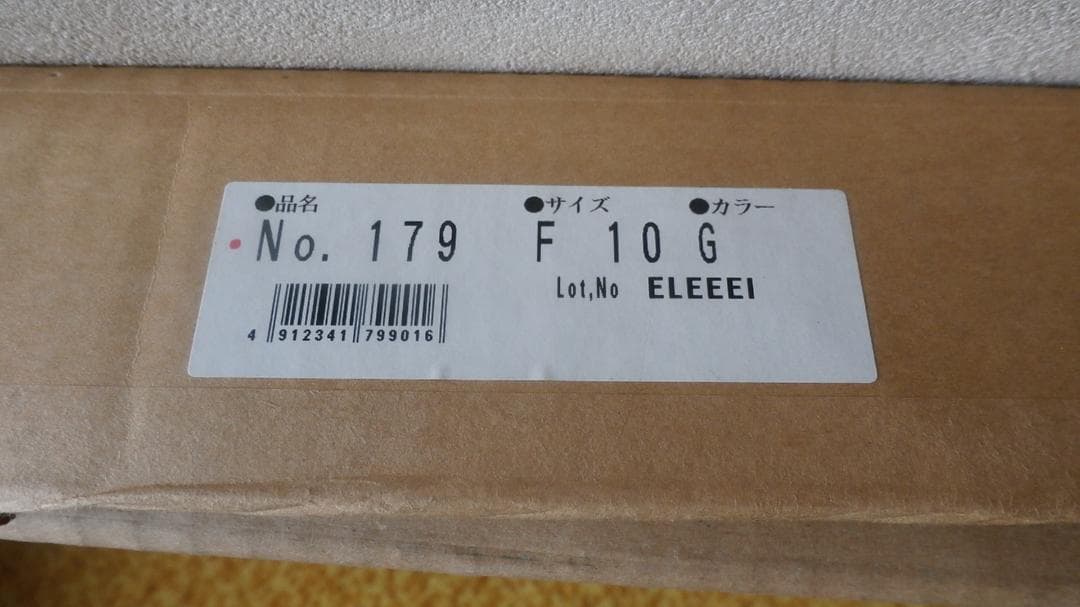 ●品名 ●サイズ ●カラー
No. 179 F 10 G
Lot,No ELEEEI
4 912341 799016